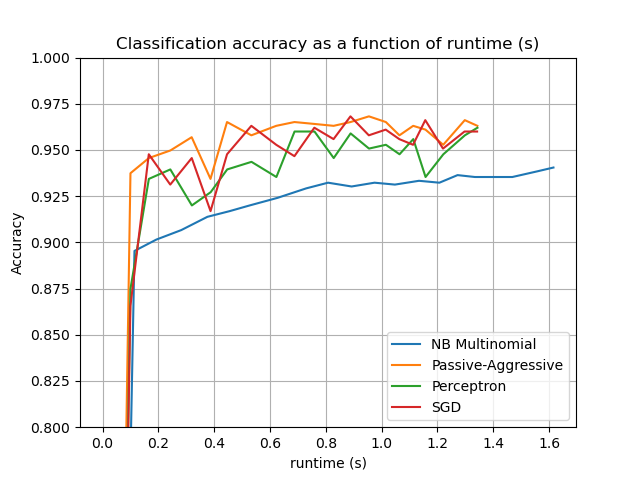 Classification accuracy as a function of runtime (s)
1.000
0.975
0.950
0.925
0.900
0.875
0.850
0.825
0.800
Accuracy
NB Multinomial
Passive-Aggressive
Perceptron
SGD
0.0 0.2 0.4 0.6 0.8 1.0 1.2 1.4 1.6
runtime (s)